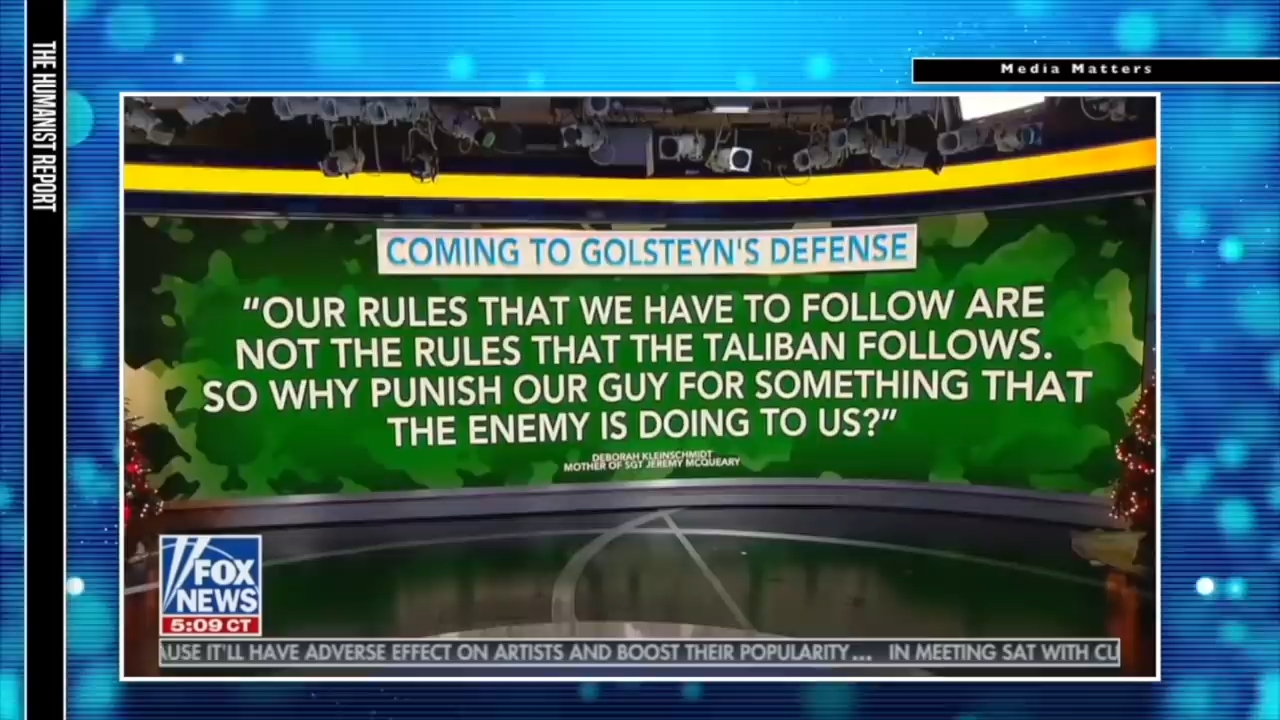 THE HUMANIST REPORT
Media Matters
COMING TO GOLSTEYN'S DEFENSE
“OUR RULES THAT WE HAVE TO FOLLOW ARE
NOT THE RULES THAT THE TALIBAN FOLLOWS.
SO WHY PUNISH OUR GUY FOR SOMETHING THAT
THE ENEMY IS DOING TO US?”
DEBORAH KLEINSCHMIDT
MOTHER OF SGT JEREMY MCQUEARY
FOX
NEWS
5:09 CT
AUSE IT'LL HAVE ADVERSE EFFECT ON ARTISTS AND BOOST THEIR POPULARITY... IN MEETING SAT WITH CU